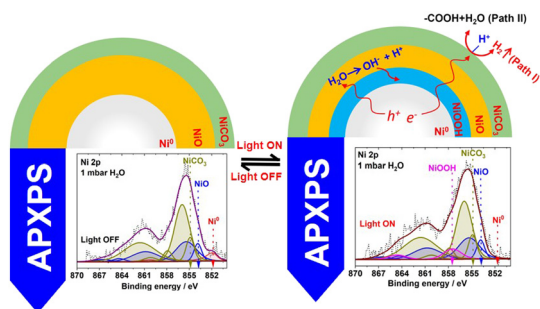 -COOH+H₂O (Path II)
H⁺
H₂↑ (Path I)
H₂O→ OH⁻ + H⁺
h⁺ e⁻
Ni⁰
NiO
NiCO₃
Ni⁰
NiOOH
NiO
NiCO₃
Light ON
Light OFF
APXPS
Ni 2p
1 mbar H₂O
NiCO₃
NiO
Ni⁰
Light OFF
870 867 864 861 858 855 852
Binding energy / eV
APXPS
Ni 2p
1 mbar H₂O
NiCO₃
NiOOH
NiO
Ni⁰
Light ON
870 867 864 861 858 855 852
Binding energy / eV